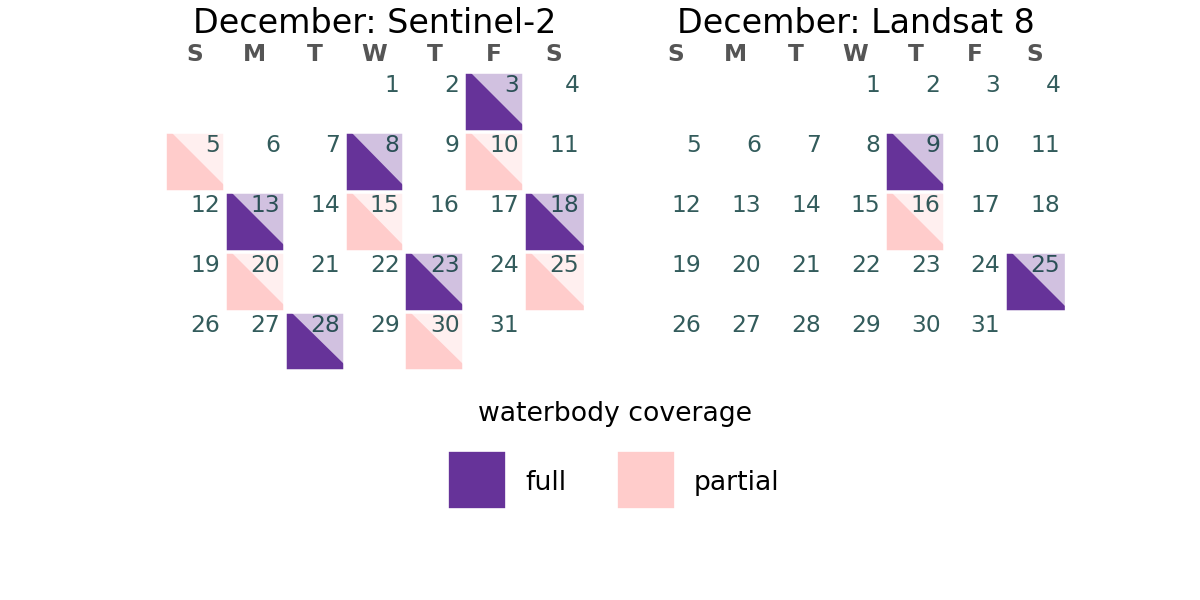 December: Sentinel-2
S M T W T F S
1 2 3 4
5 6 7 8 9 10 11
12 13 14 15 16 17 18
19 20 21 22 23 24 25
26 27 28 29 30 31
December: Landsat 8
S M T W T F S
1 2 3 4
5 6 7 8 9 10 11
12 13 14 15 16 17 18
19 20 21 22 23 24 25
26 27 28 29 30 31
waterbody coverage
full
partial